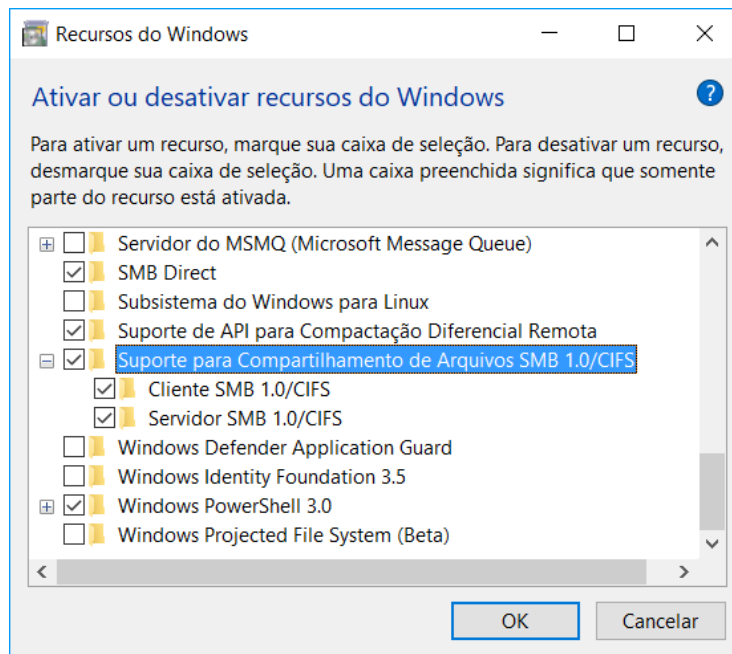 Recursos do Windows
Ativar ou desativar recursos do Windows
?
Para ativar um recurso, marque sua caixa de seleção. Para desativar um recurso,
desmarque sua caixa de seleção. Uma caixa preenchida significa que somente
parte do recurso está ativada.
Servidor do MSMQ (Microsoft Message Queue)
SMB Direct
Subsistema do Windows para Linux
Suporte de API para Compactação Diferencial Remota
Suporte para Compartilhamento de Arquivos SMB 1.0/CIFS
Cliente SMB 1.0/CIFS
Servidor SMB 1.0/CIFS
Windows Defender Application Guard
Windows Identity Foundation 3.5
Windows PowerShell 3.0
Windows Projected File System (Beta)
OK Cancelar